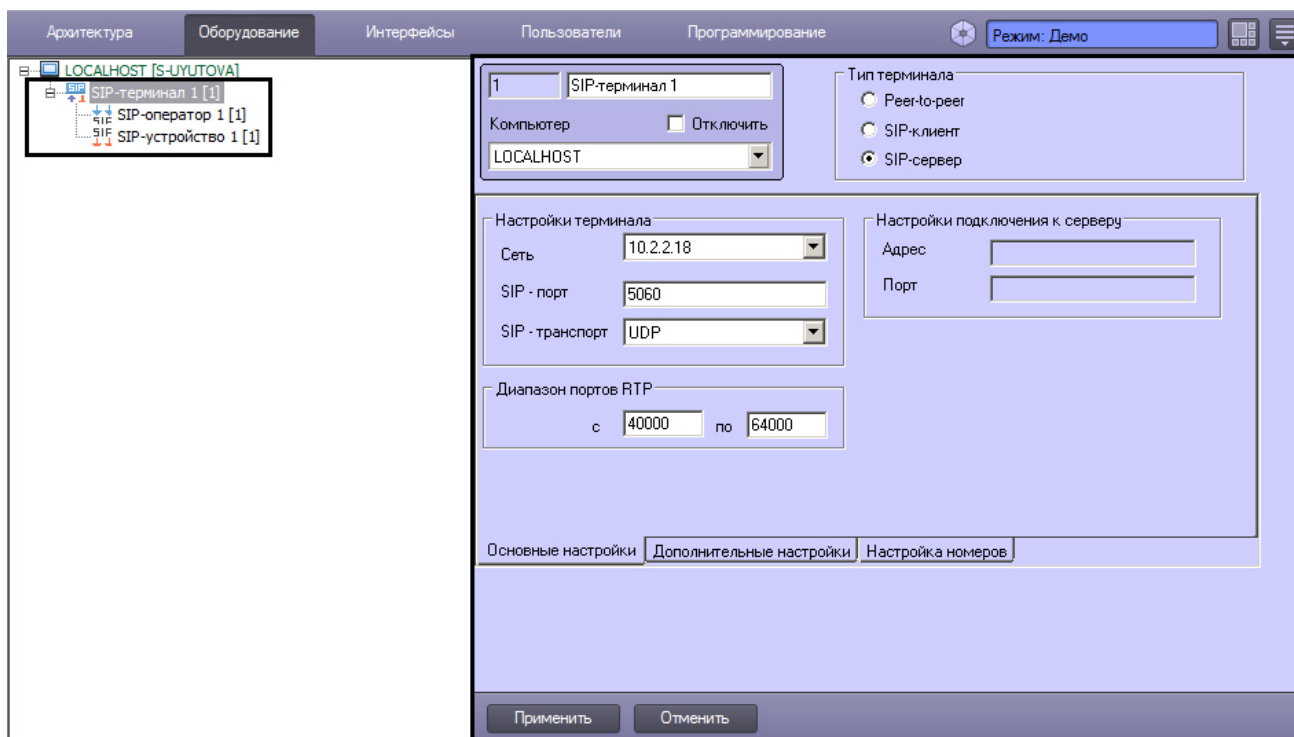 Архитектура Оборудование Интерфейсы Пользователи Программирование Режим: Демо
LOCALHOST [S-UYUTOVA]
SIP-терминал 1 [1]
SIP-оператор 1 [1]
SIP-устройство 1 [1]
1 SIP-терминал 1
Компьютер Отключить
LOCALHOST
Тип терминала
Peer-to-peer
SIP-клиент
SIP-сервер
Настройки терминала
Сеть 10.2.2.18
SIP - порт 5060
SIP - транспорт UDP
Настройки подключения к серверу
Адрес
Порт
Диапазон портов RTP
с 40000 по 64000
Основные настройки Дополнительные настройки Настройка номеров
Применить Отменить